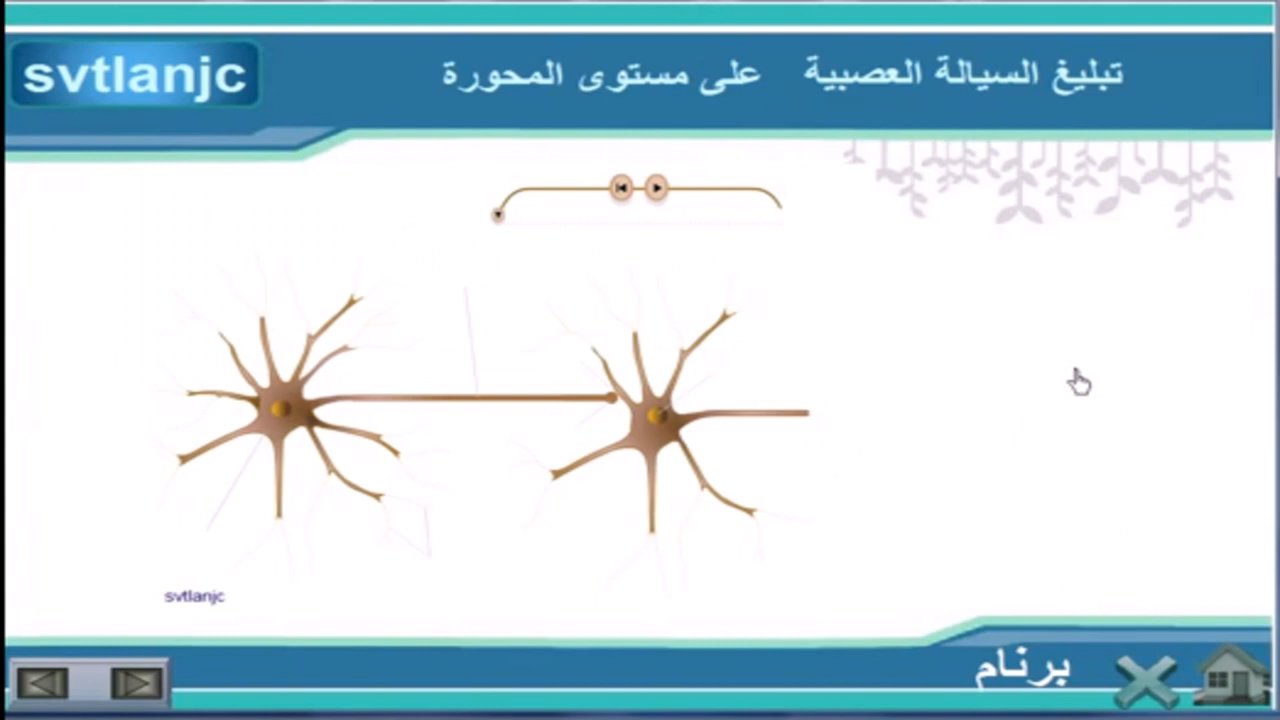 svtlanjc
تبليغ السيالة العصبية على مستوى المحورة
svtlanjc
برنام